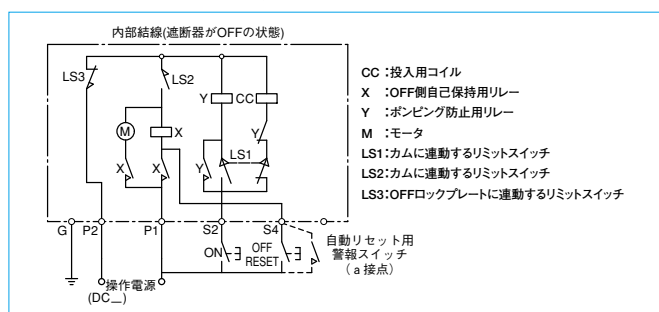 内部結線(遮断器がOFFの状態)
LS3
LS2
Y
CC
M
X
Y
LS1
X
X
Y
G
P2
P1
S2
S4
ON
OFF
RESET
操作電源
(DC_)
自動リセット用
警報スイッチ
(a接点)
CC:投入用コイル
X:OFF側自己保持用リレー
Y:ポンピング防止用リレー
M:モータ
LS1:カムに連動するリミットスイッチ
LS2:カムに連動するリミットスイッチ
LS3:OFFロックプレートに連動するリミットスイッチ